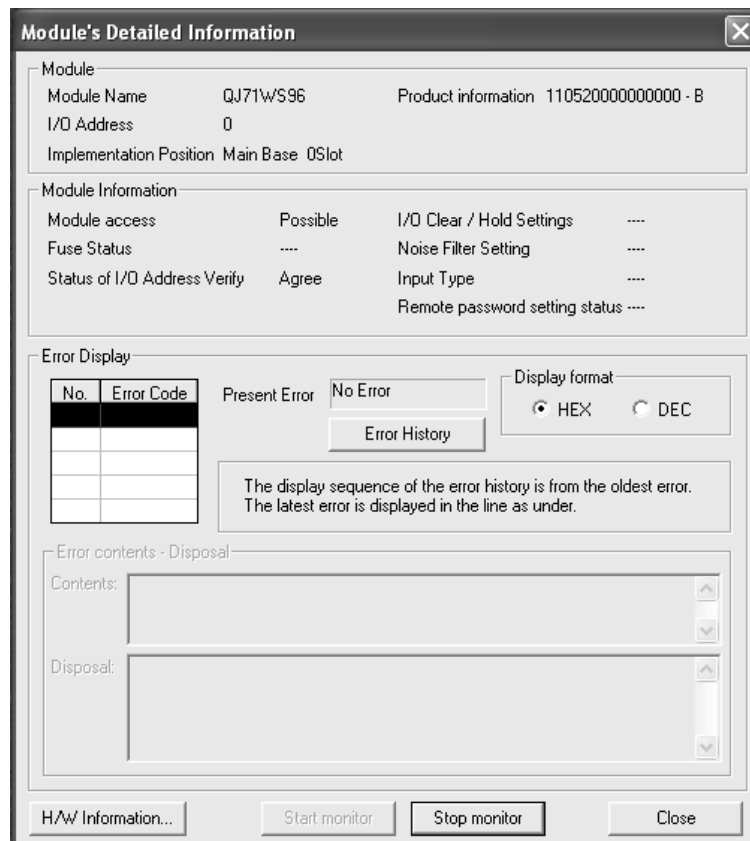 Module's Detailed Information
Module
Module Name QJ71WS96 Product information 110520000000000 - B
I/O Address 0
Implementation Position Main Base 0Slot
Module Information
Module access Possible I/O Clear / Hold Settings ----
Fuse Status ---- Noise Filter Setting ----
Status of I/O Address Verify Agree Input Type ----
Remote password setting status ----
Error Display
No. Error Code Present Error No Error Display format
HEX DEC
Error History
The display sequence of the error history is from the oldest error.
The latest error is displayed in the line as under.
Error contents - Disposal
Contents:
Disposal:
H/W Information... Start monitor Stop monitor Close